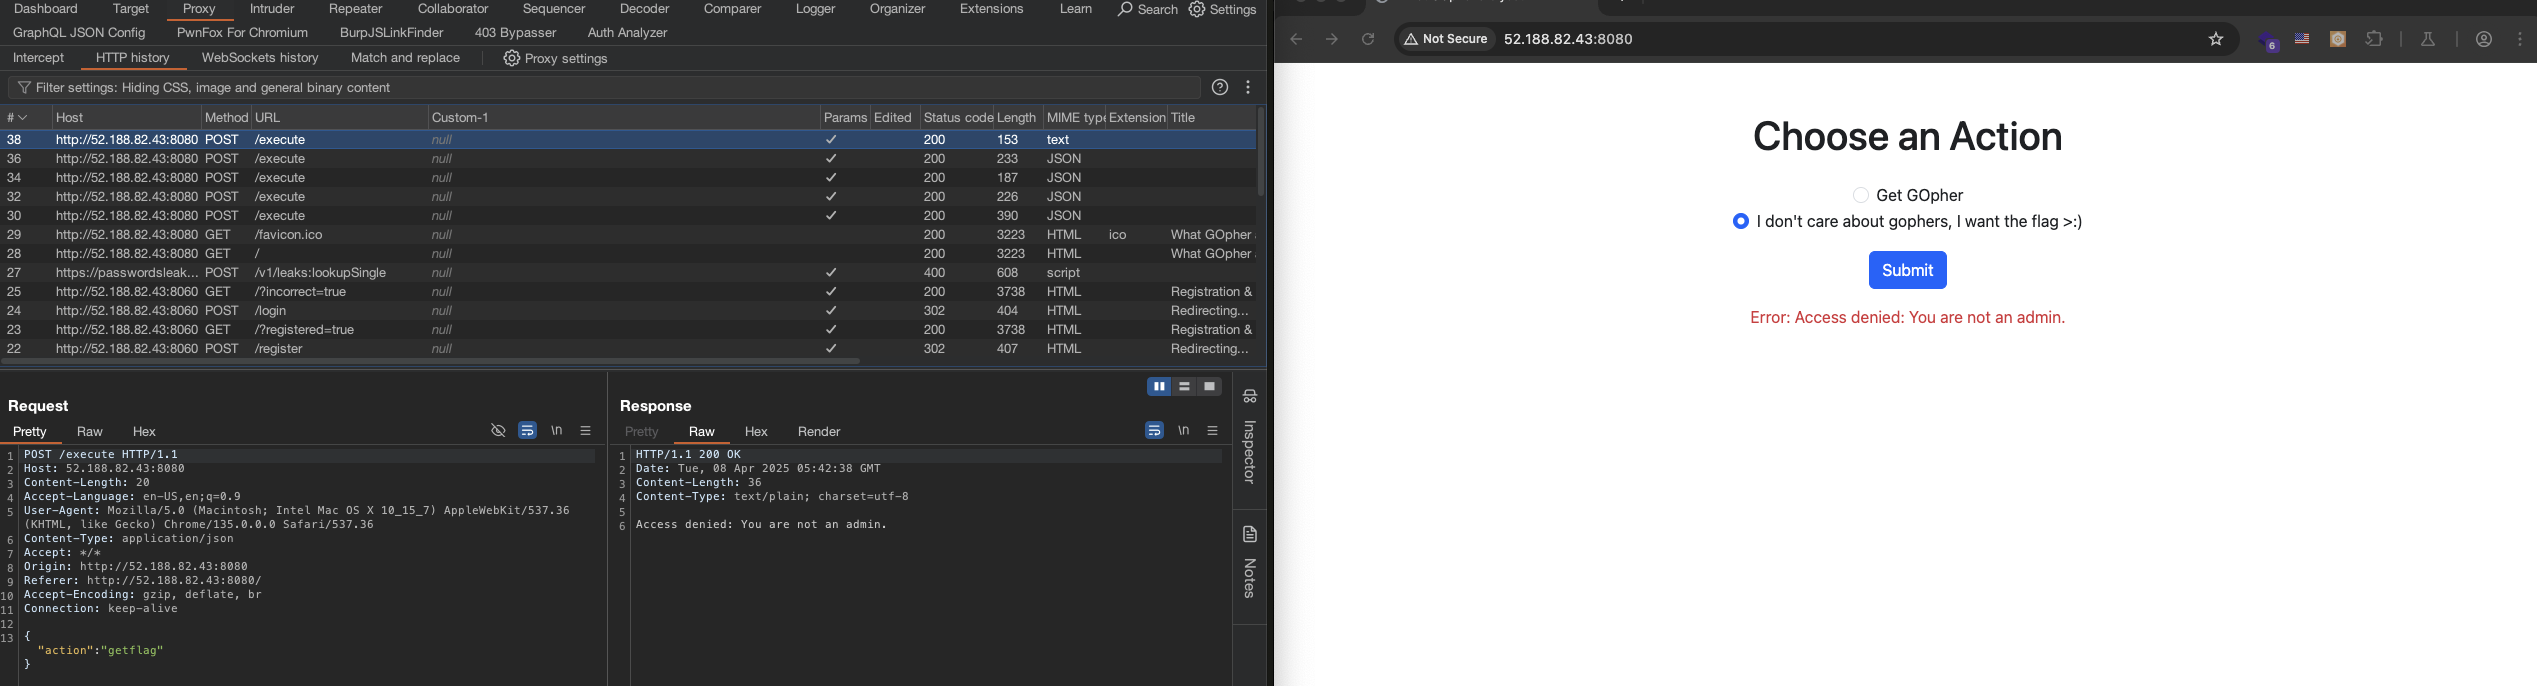 Dashboard Target Proxy Intruder Repeater Collaborator Sequencer Decoder Comparer Logger Organizer Extensions Learn Search Settings
GraphQL JSON Config PwnFox For Chromium BurpJSLinkFinder 403 Bypasser Auth Analyzer
Intercept HTTP history WebSockets history Match and replace Proxy settings
Filter settings: Hiding CSS, image and general binary content
# Host Method URL Custom-1 Params Edited Status code Length MIME type Extension Title
38 http://52.188.82.43:8080 POST /execute null ✓ 200 153 text
36 http://52.188.82.43:8080 POST /execute null ✓ 200 233 JSON
34 http://52.188.82.43:8080 POST /execute null ✓ 200 187 JSON
32 http://52.188.82.43:8080 POST /execute null ✓ 200 226 JSON
30 http://52.188.82.43:8080 POST /execute null ✓ 200 390 JSON
29 http://52.188.82.43:8080 GET /favicon.ico null 200 3223 HTML ico What GOpher
28 http://52.188.82.43:8080 GET / null 200 3223 HTML What GOpher
27 https://passwordsleak... POST /v1/leaks:lookupSingle null ✓ 400 608 script
25 http://52.188.82.43:8060 GET /?incorrect=true null ✓ 200 3738 HTML Registration &
24 http://52.188.82.43:8060 POST /login null ✓ 302 404 HTML Redirecting...
23 http://52.188.82.43:8060 GET /?registered=true null ✓ 200 3738 HTML Registration &
22 http://52.188.82.43:8060 POST /register null ✓ 302 407 HTML Redirecting...
Request
Pretty Raw Hex \n
1 POST /execute HTTP/1.1
2 Host: 52.188.82.43:8080
3 Content-Length: 20
4 Accept-Language: en-US,en;q=0.9
5 User-Agent: Mozilla/5.0 (Macintosh; Intel Mac OS X 10_15_7) AppleWebKit/537.36
(KHTML, like Gecko) Chrome/135.0.0.0 Safari/537.36
6 Content-Type: application/json
7 Accept: */*
8 Origin: http://52.188.82.43:8080
9 Referer: http://52.188.82.43:8080/
10 Accept-Encoding: gzip, deflate, br
11 Connection: keep-alive
12
13 {
"action":"getflag"
}
Response
Pretty Raw Hex Render \n
1 HTTP/1.1 200 OK
2 Date: Tue, 08 Apr 2025 05:42:38 GMT
3 Content-Length: 36
4 Content-Type: text/plain; charset=utf-8
5
6 Access denied: You are not an admin.
Inspector
Notes
Not Secure 52.188.82.43:8080
6
Choose an Action
Get GOpher
I don't care about gophers, I want the flag >:)
Submit
Error: Access denied: You are not an admin.